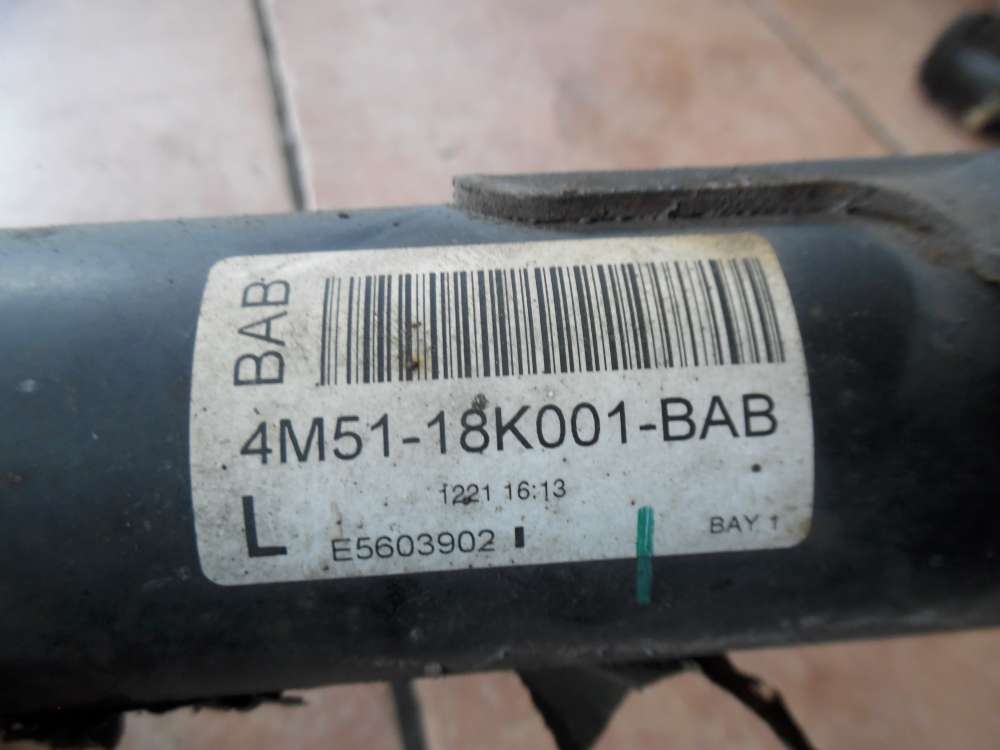 BAB
4M51-18K001-BAB
1221 16:13
L
E5603902
BAY 1